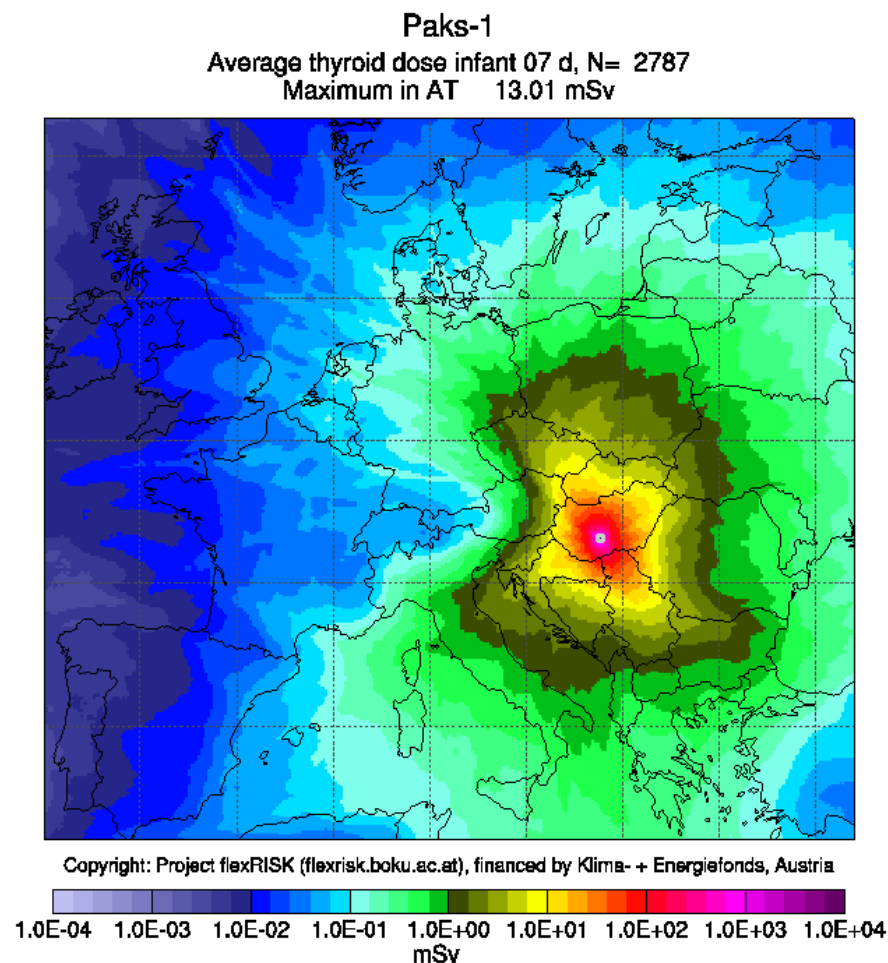 Paks-1
Average thyroid dose infant 07 d, N= 2787
Maximum in AT 13.01 mSv
Copyright: Project flexRISK (flexrisk.boku.ac.at), financed by Klima- + Energiefonds, Austria
1.0E-04 1.0E-03 1.0E-02 1.0E-01 1.0E+00 1.0E+01 1.0E+02 1.0E+03 1.0E+04
mSv